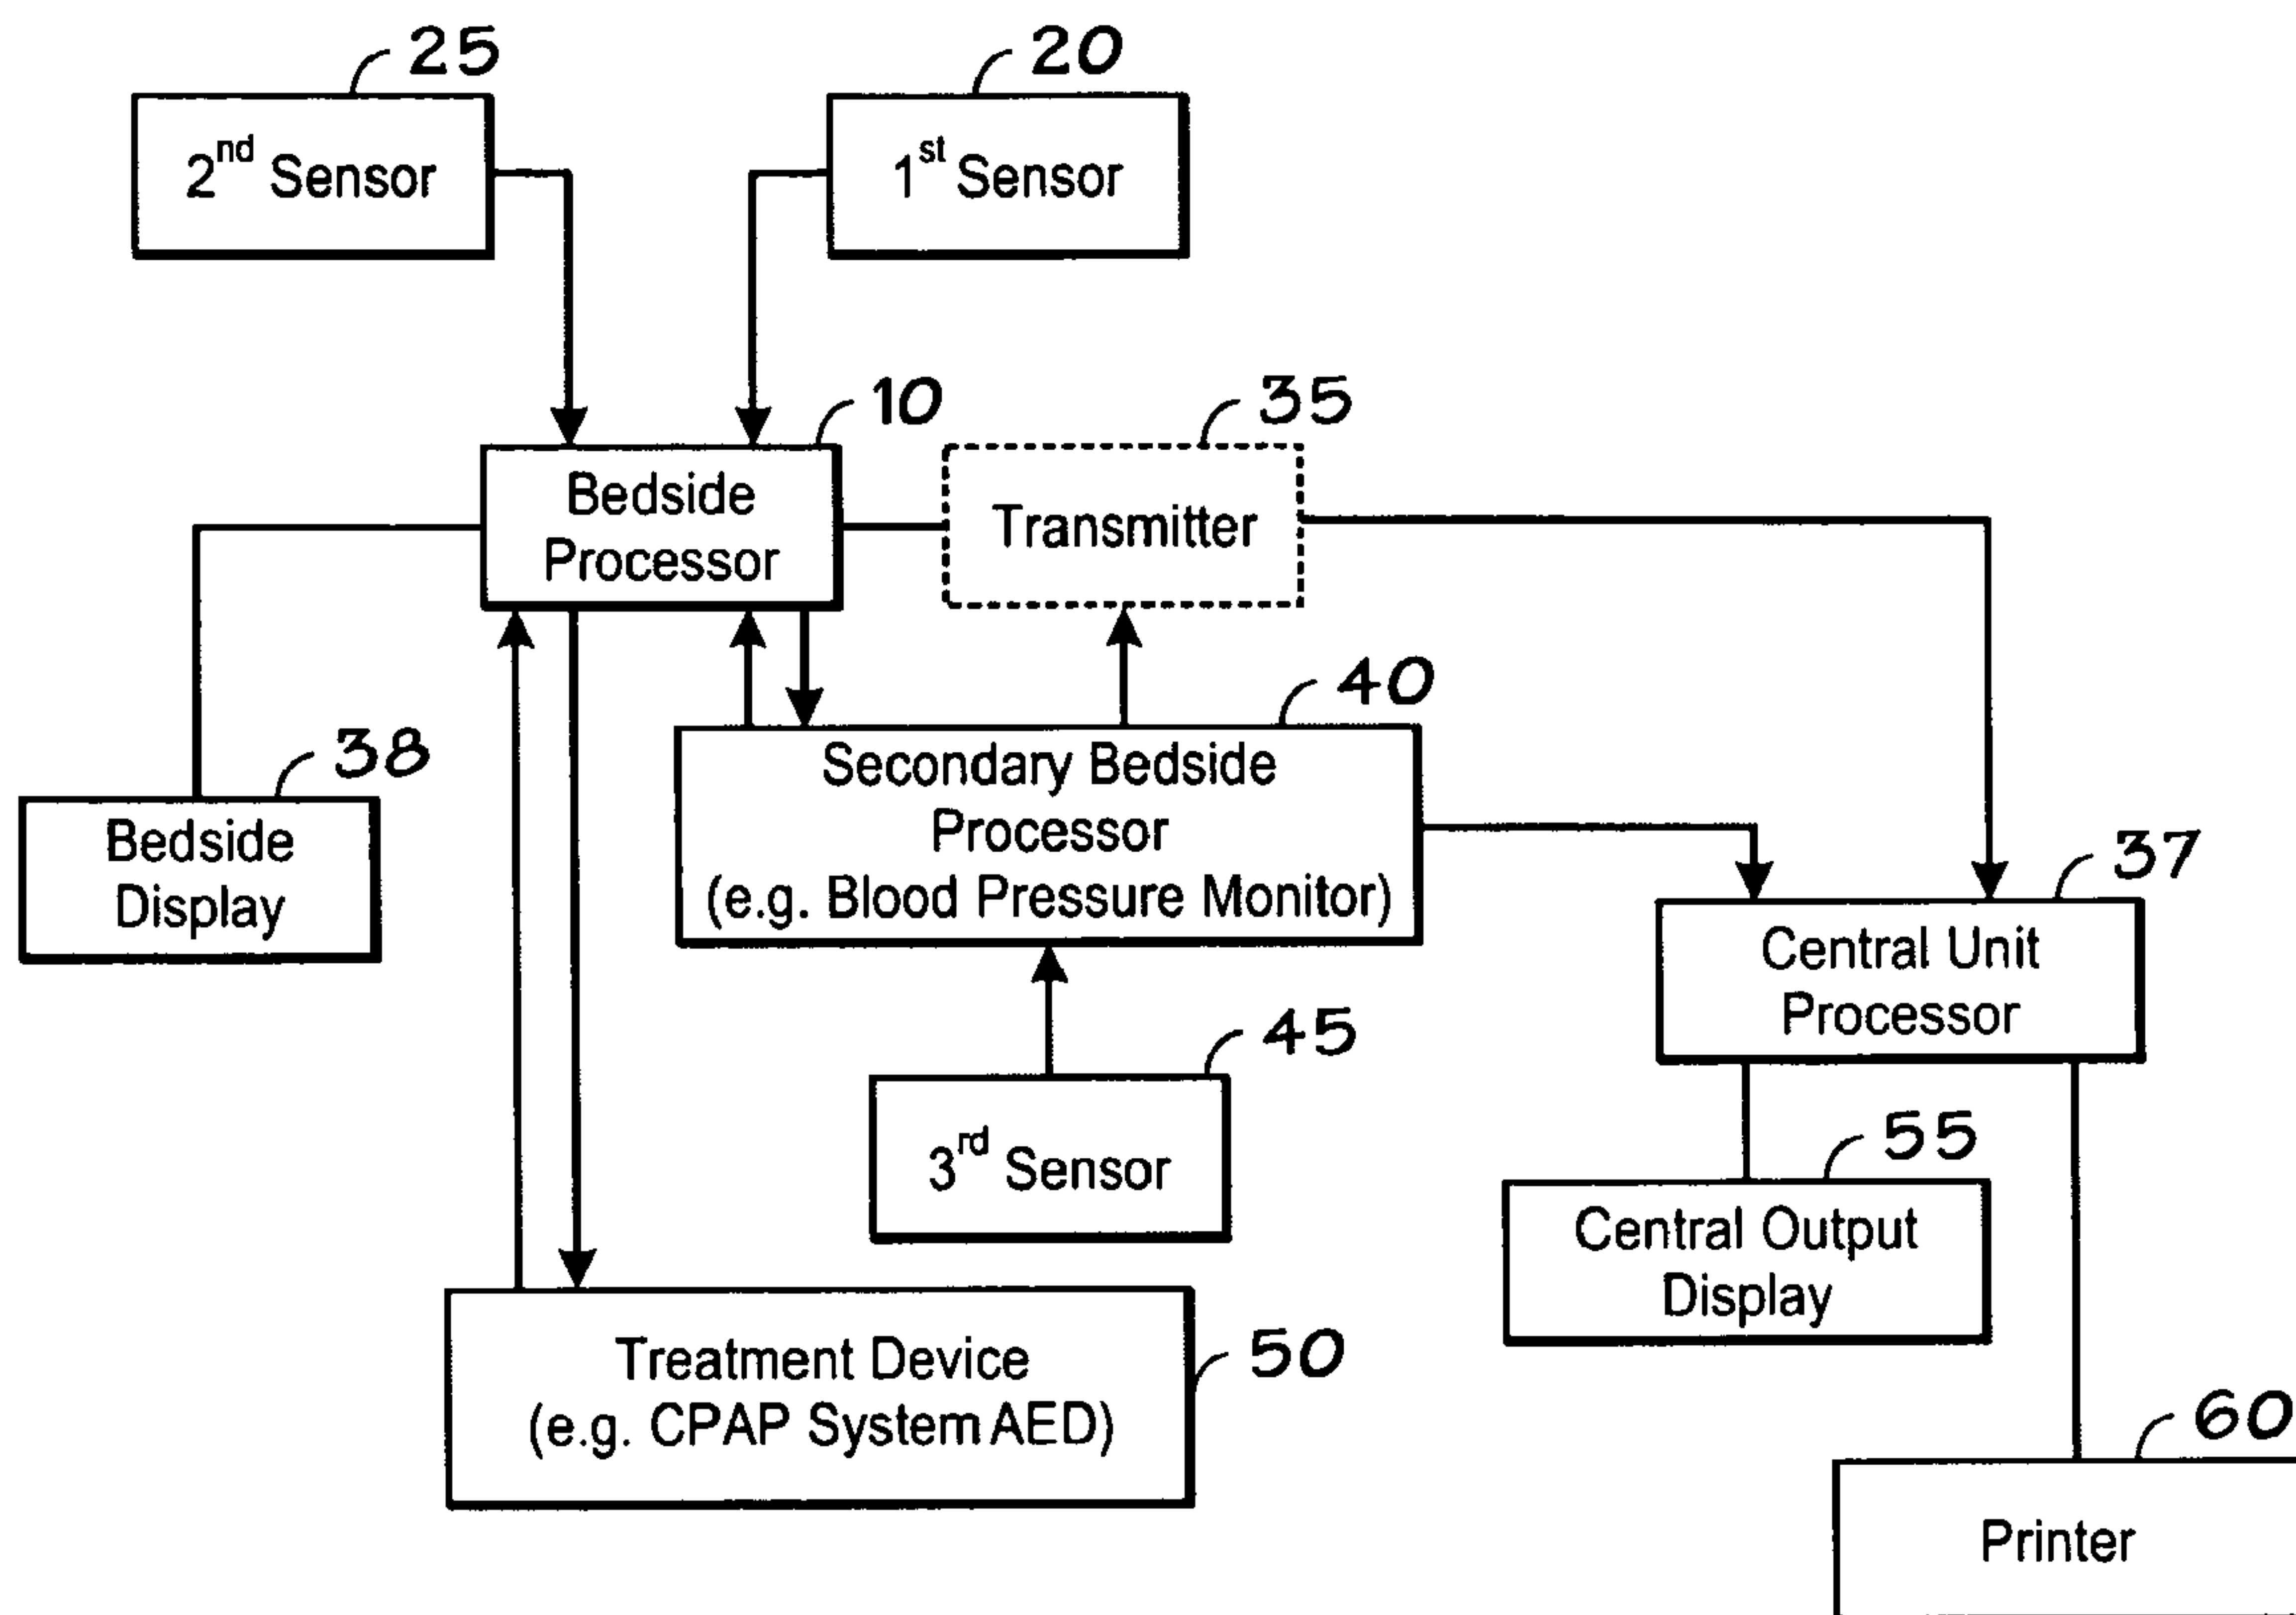 25
20
2nd Sensor
1st Sensor
10
35
Bedside
Processor
Transmitter
40
38
Secondary Bedside
Processor
(e.g. Blood Pressure Monitor)
Bedside
Display
37
Central Unit
Processor
45
3rd Sensor
55
Central Output
Display
50
Treatment Device
(e.g. CPAP System AED)
60
Printer